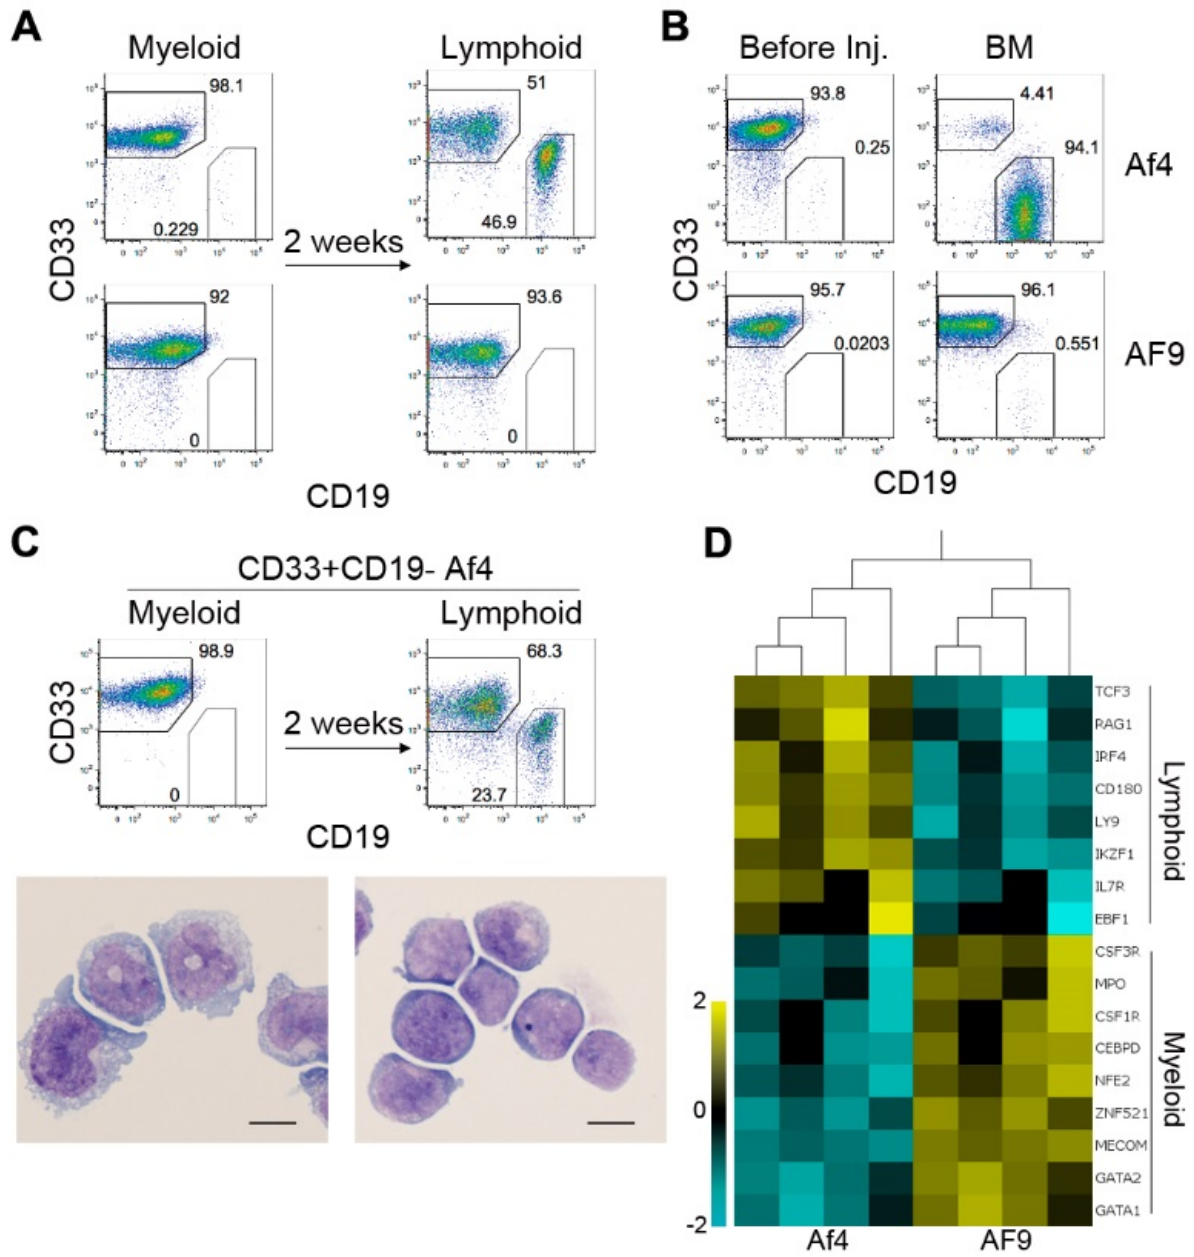 A
Myeloid
Lymphoid
98.1
0.229
51
46.9
2 weeks
92
0
93.6
0
CD33
CD19
B
Before Inj.
BM
93.8
0.25
4.41
94.1
Af4
95.7
0.0203
96.1
0.551
AF9
CD33
CD19
C
CD33+CD19- Af4
Myeloid
Lymphoid
98.9
0
2 weeks
68.3
23.7
CD33
CD19
D
TCF3
RAG1
IRF4
CD180
LY9
IKZF1
IL7R
EBF1
CSF3R
MPO
CSF1R
CEBPD
NFE2
ZNF521
MECOM
GATA2
GATA1
Lymphoid
Myeloid
2
0
-2
Af4
AF9